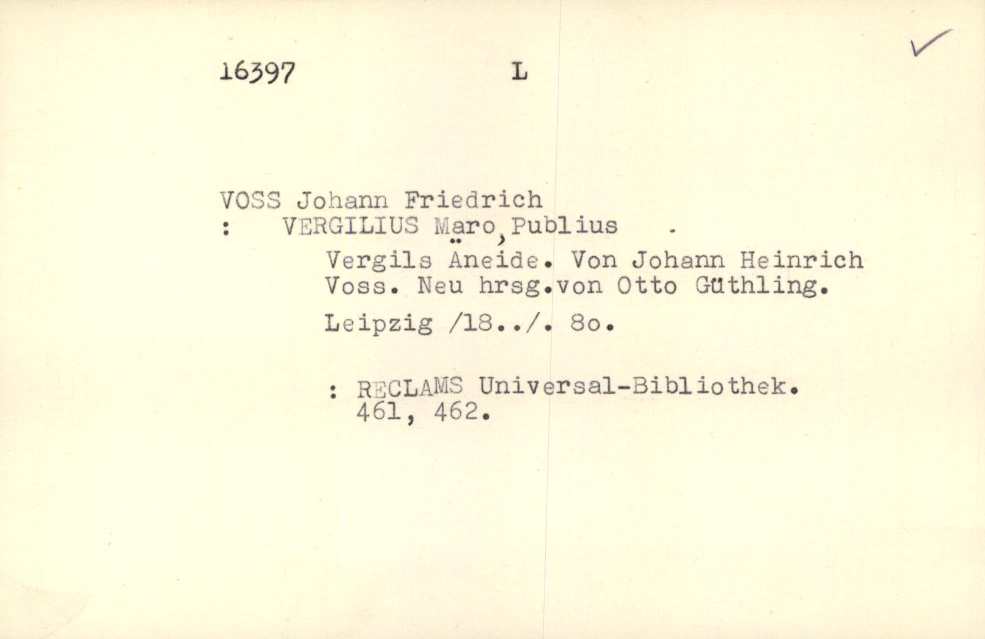 16397 L
VOSS Johann Friedrich
: VERGILIUS Maro, Publius .
Vergils Äneide. Von Johann Heinrich
Voss. Neu hrsg.von Otto Güthling.
Leipzig /18../. 8o.
: RECLAMS Universal-Bibliothek.
461, 462.